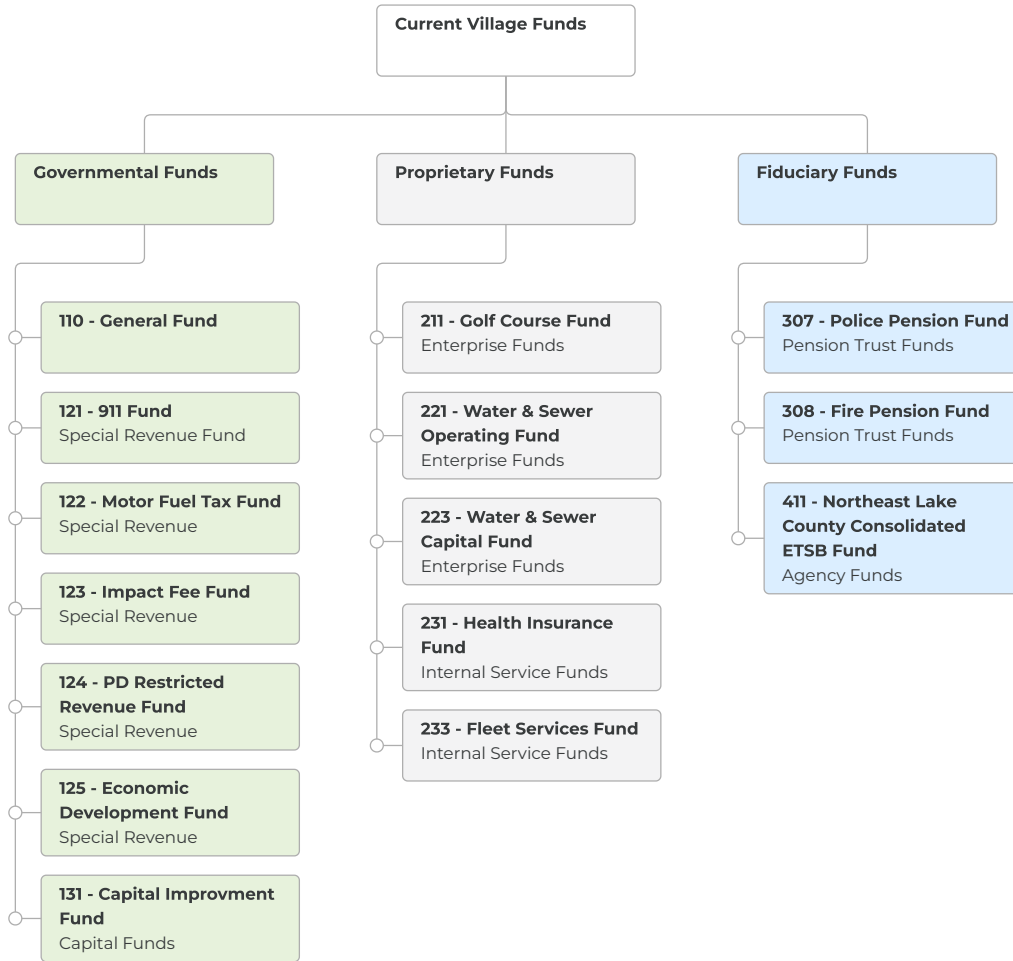 Current Village Funds
Governmental Funds
110 - General Fund
121 - 911 Fund
Special Revenue Fund
122 - Motor Fuel Tax Fund
Special Revenue
123 - Impact Fee Fund
Special Revenue
124 - PD Restricted
Revenue Fund
Special Revenue
125 - Economic
Development Fund
Special Revenue
131 - Capital Improvment
Fund
Capital Funds
Proprietary Funds
211 - Golf Course Fund
Enterprise Funds
221 - Water & Sewer
Operating Fund
Enterprise Funds
223 - Water & Sewer
Capital Fund
Enterprise Funds
231 - Health Insurance
Fund
Internal Service Funds
233 - Fleet Services Fund
Internal Service Funds
Fiduciary Funds
307 - Police Pension Fund
Pension Trust Funds
308 - Fire Pension Fund
Pension Trust Funds
411 - Northeast Lake
County Consolidated
ETSB Fund
Agency Funds